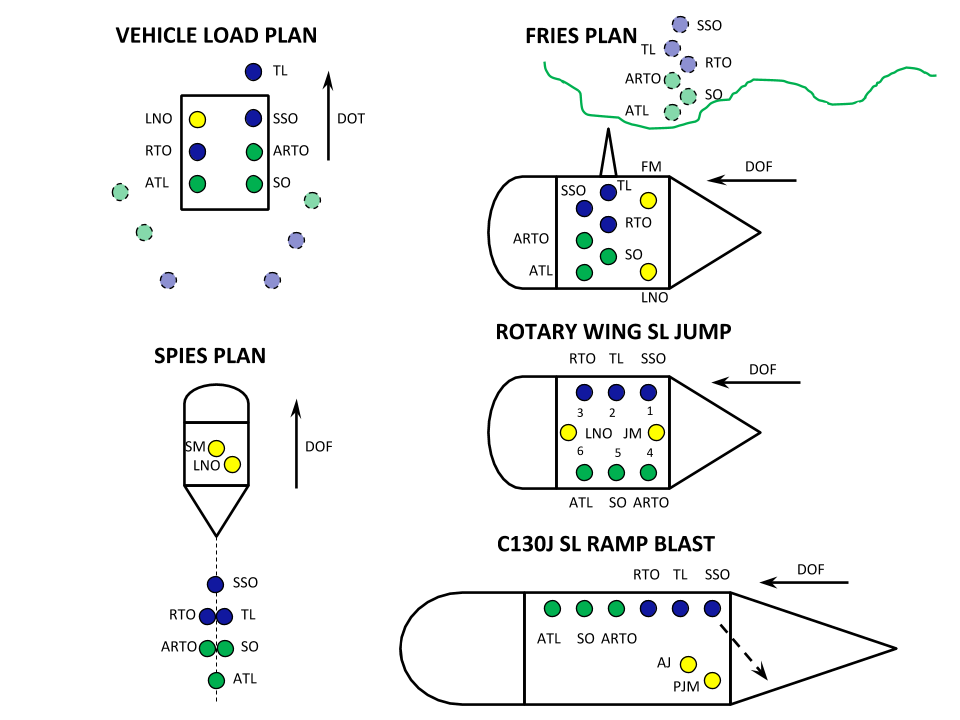 VEHICLE LOAD PLAN
TL
LNO
SSO
DOT
RTO
ARTO
ATL
SO
FRIES PLAN
SSO
TL
RTO
ARTO
SO
ATL
FM
DOF
SSO
TL
RTO
ARTO
SO
ATL
LNO
SPIES PLAN
DOF
SM
LNO
SSO
RTO
TL
ARTO
SO
ATL
ROTARY WING SL JUMP
RTO TL SSO
DOF
3 2 1
LNO JM
6 5 4
ATL SO ARTO
C130J SL RAMP BLAST
RTO TL SSO
DOF
ATL SO ARTO
AJ
PJM